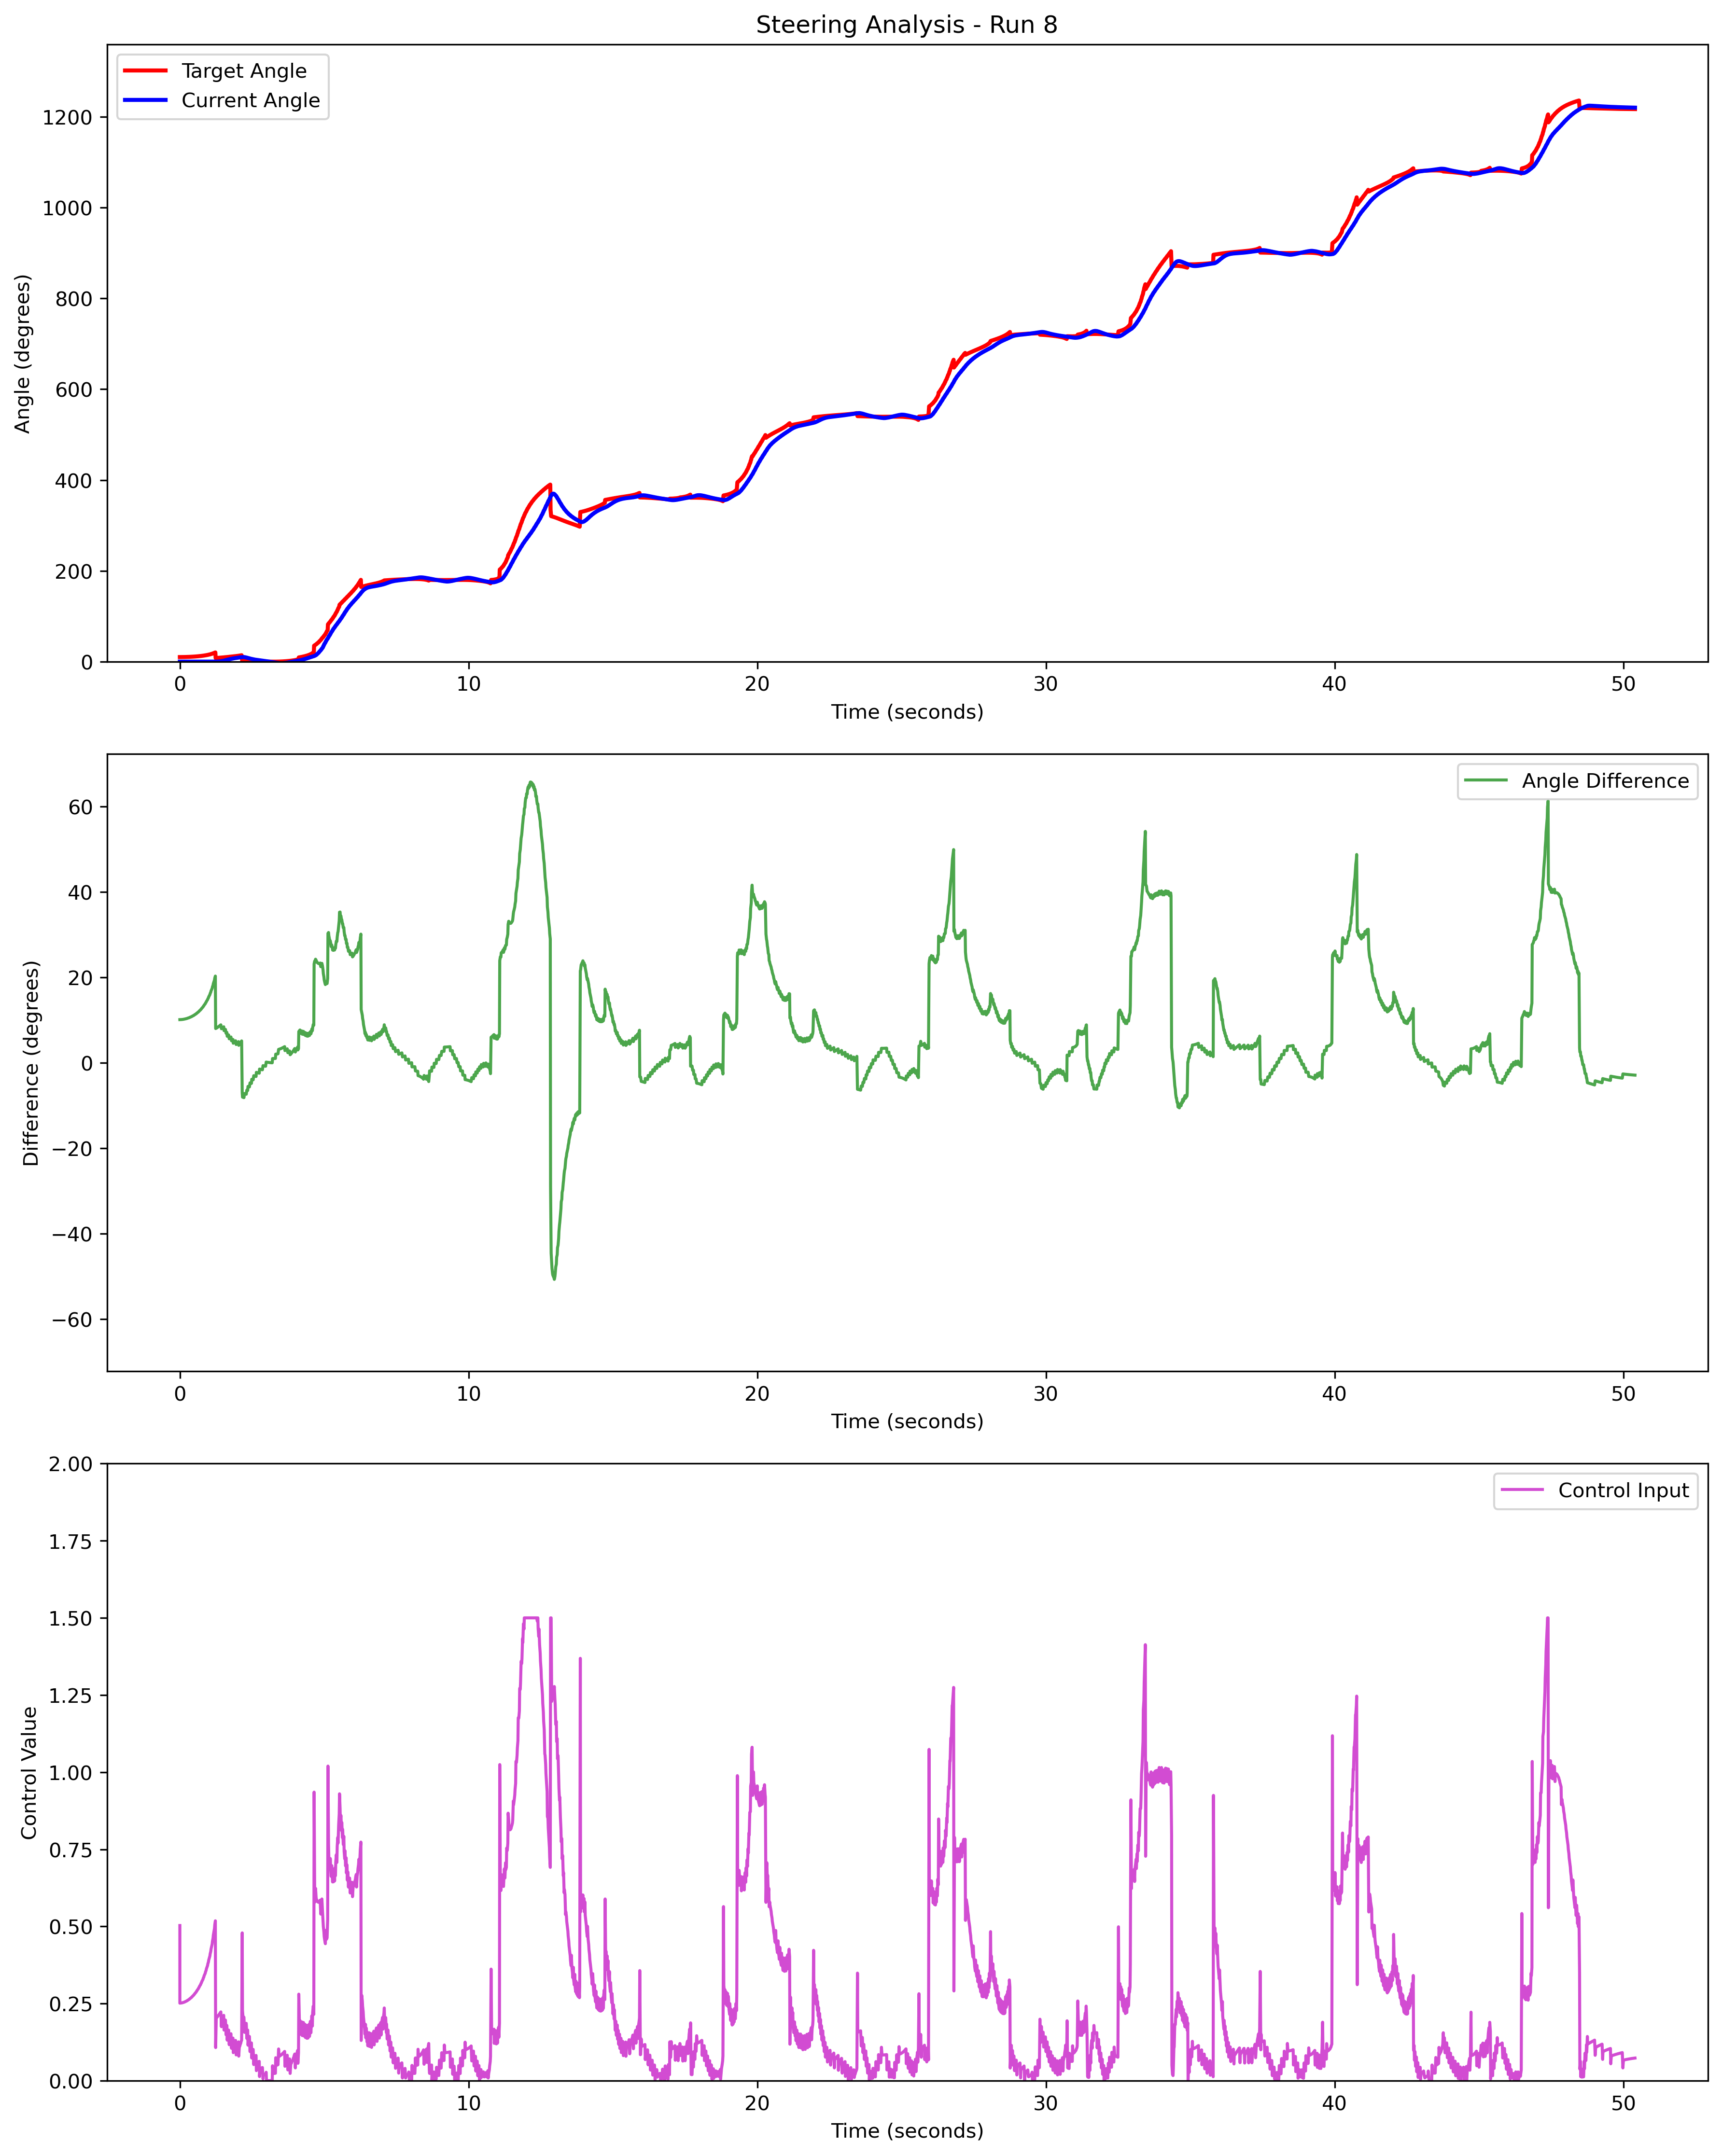 Steering Analysis - Run 8
Target Angle
Current Angle
Angle (degrees)
1200
1000
800
600
400
200
0
0 10 20 30 40 50
Time (seconds)
Angle Difference
Difference (degrees)
60
40
20
0
−20
−40
−60
0 10 20 30 40 50
Time (seconds)
Control Input
Control Value
2.00
1.75
1.50
1.25
1.00
0.75
0.50
0.25
0.00
0 10 20 30 40 50
Time (seconds)